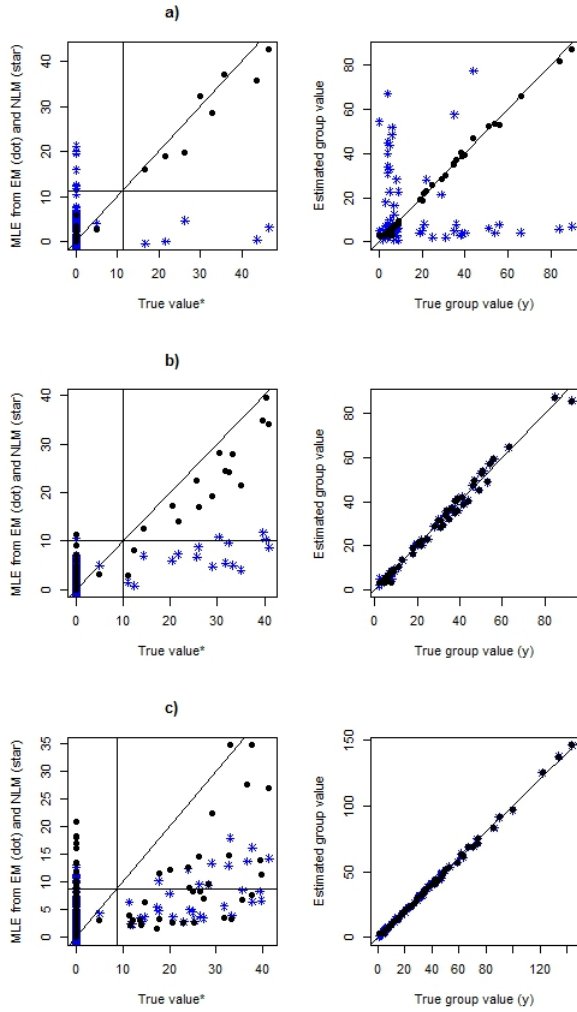 a)
MLE from EM (dot) and NLM (star)
40
30
20
10
0
0 10 20 30 40
True value*
Estimated group value
80
60
40
20
0
0 20 40 60 80
True group value (y)
b)
MLE from EM (dot) and NLM (star)
40
30
20
10
0
0 10 20 30 40
True value*
Estimated group value
80
60
40
20
0
0 20 40 60 80
True group value (y)
c)
MLE from EM (dot) and NLM (star)
35
30
25
20
15
10
5
0
0 10 20 30 40
True value*
Estimated group value
150
100
50
0
0 20 40 60 80 120
True group value (y)